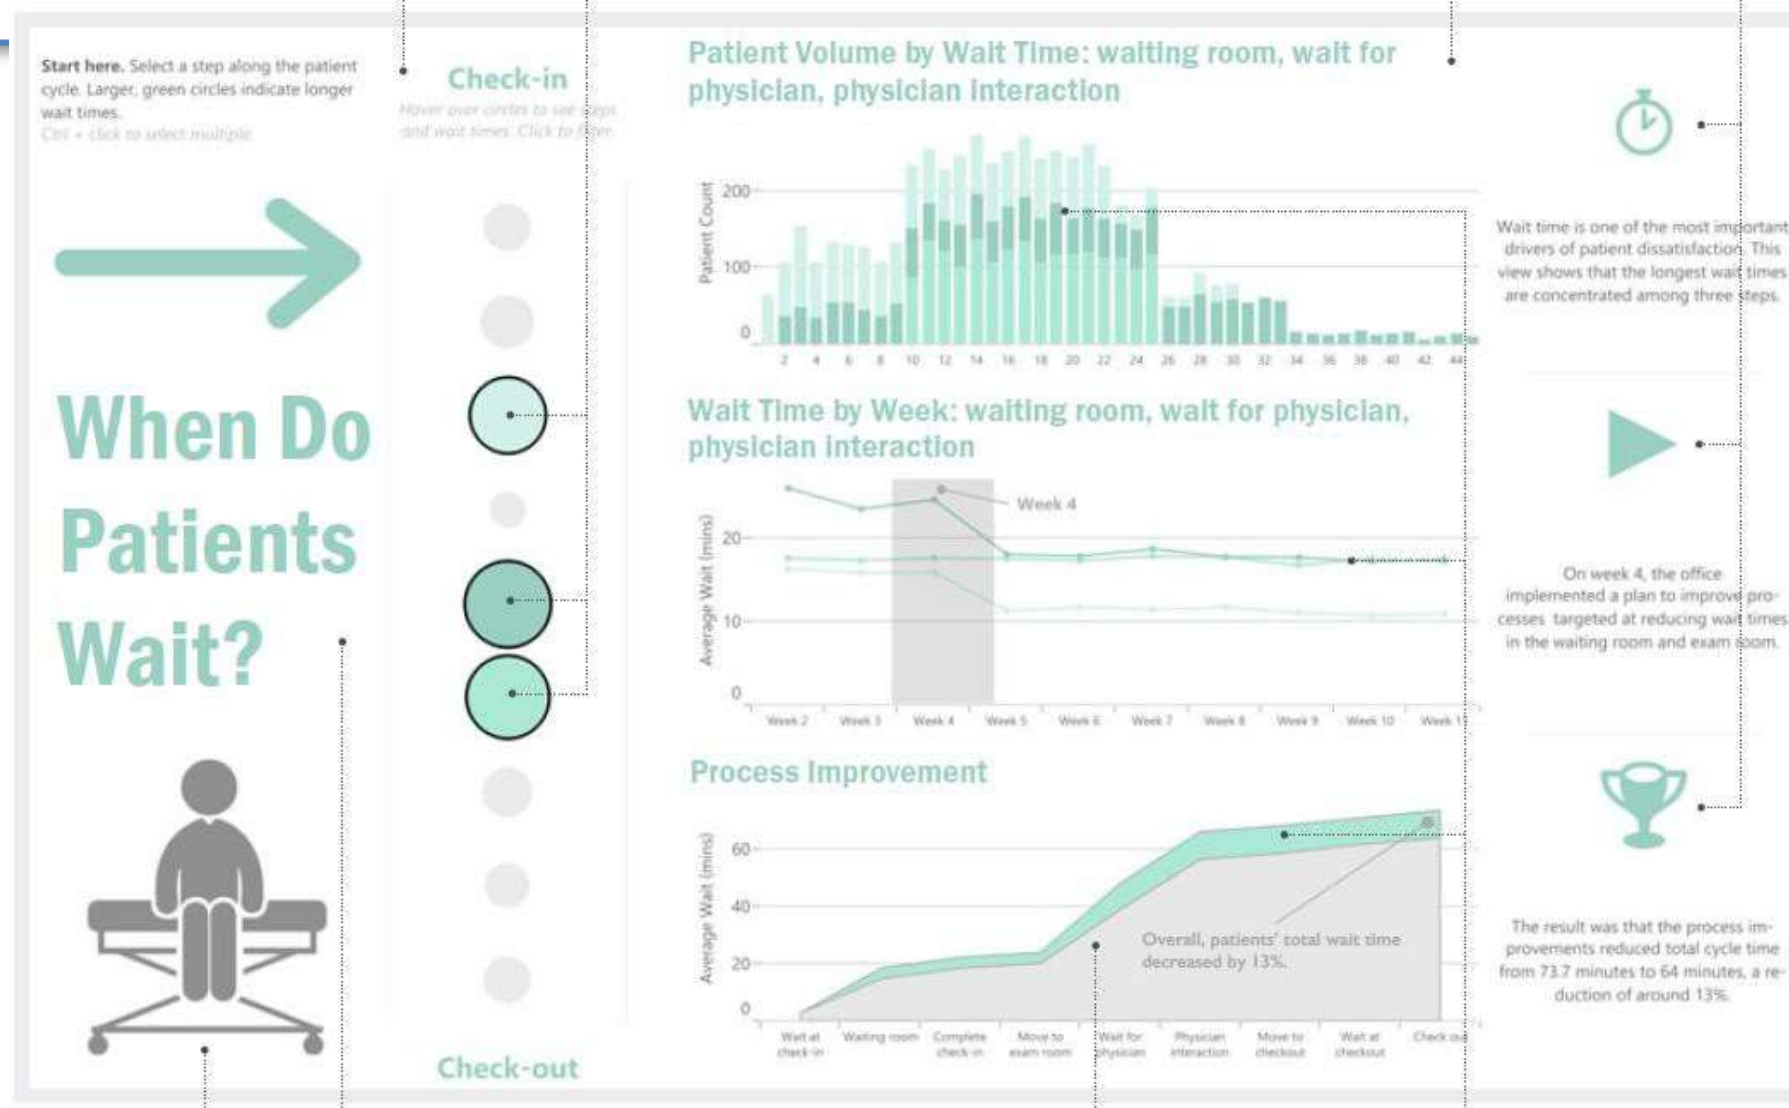 Start here. Select a step along the patient
cycle. Larger, green circles indicate longer
wait times.
Ctrl + click to select multiple.
When Do
Patients
Wait?
Check-in
Hover over circles to see steps
and wait times. Click to filter.
Check-out
Patient Volume by Wait Time: waiting room, wait for
physician, physician interaction
Patient Count
200
100
0
2 4 6 8 10 12 14 16 18 20 22 24 26 28 30 32 34 36 38 40 42 44
Wait Time by Week: waiting room, wait for physician,
physician interaction
Average Wait (mins)
20
10
0
Week 4
Week 2 Week 3 Week 4 Week 5 Week 6 Week 7 Week 8 Week 9 Week 10 Week 1
Process Improvement
Average Wait (mins)
60
40
20
0
Overall, patients' total wait time
decreased by 13%.
Wait at Waiting room Complete Move to Wait for Physician Move to Wait at Check out
check-in check-in exam room physician interaction checkout checkout
Wait time is one of the most important
drivers of patient dissatisfaction. This
view shows that the longest wait times
are concentrated among three steps.
On week 4, the office
implemented a plan to improve pro-
cesses targeted at reducing wait times
in the waiting room and exam room.
The result was that the process im-
provements reduced total cycle time
from 73.7 minutes to 64 minutes, a re-
duction of around 13%.